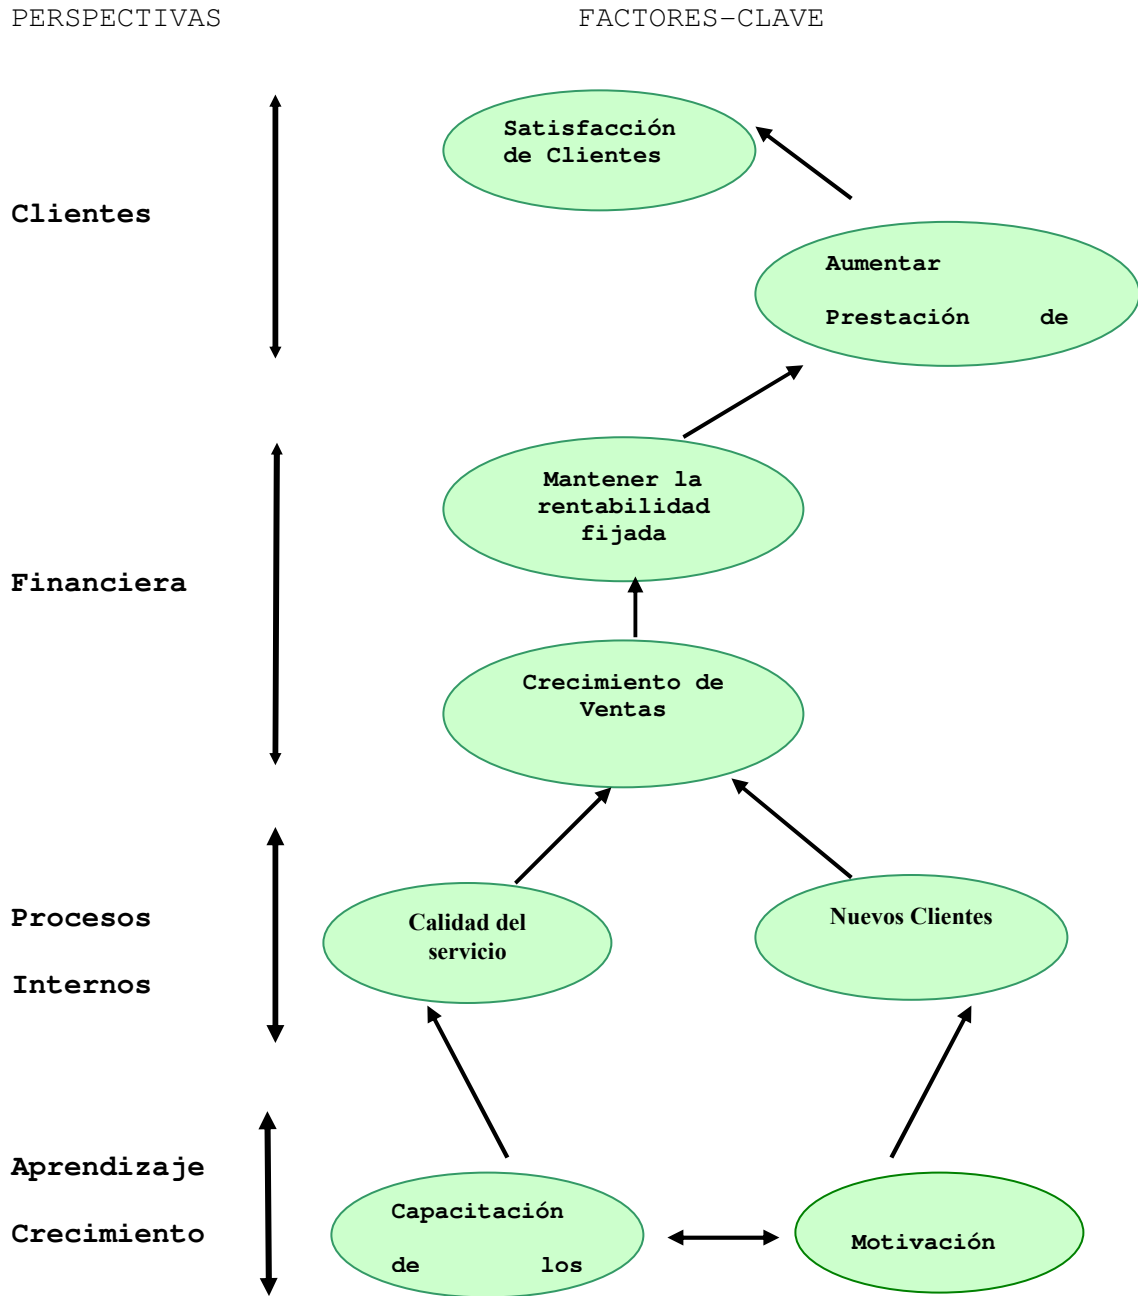 PERSPECTIVAS FACTORES-CLAVE
Satisfacción
de Clientes
Clientes
Aumentar
Prestación de
Mantener la
rentabilidad
fijada
Financiera
Crecimiento de
Ventas
Procesos
Internos
Calidad del
servicio
Nuevos Clientes
Aprendizaje
Crecimiento
Capacitación
de los
Motivación